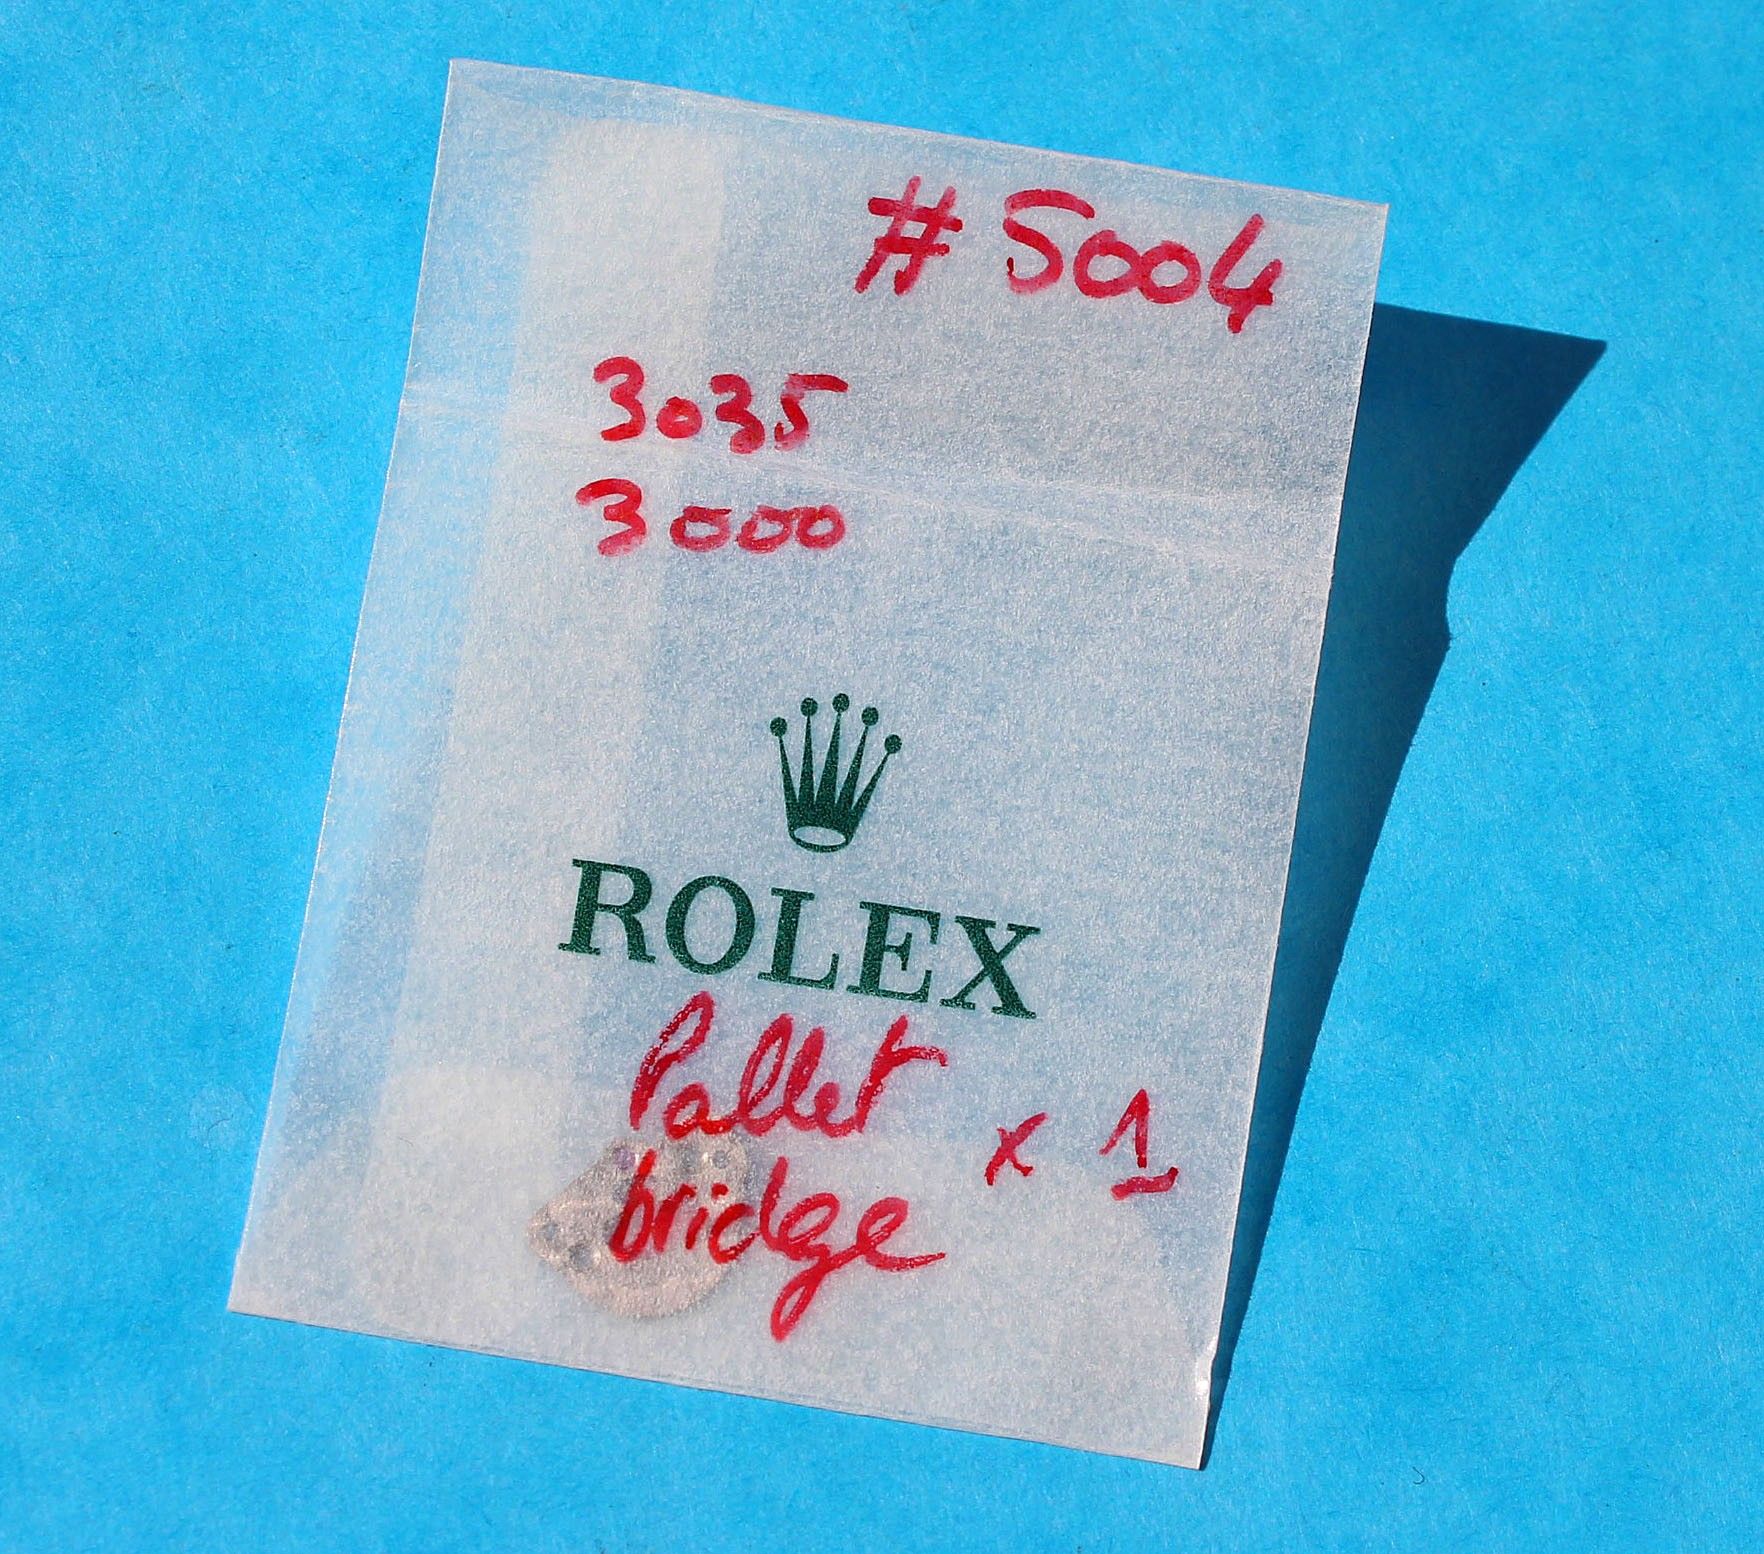 # 5004
3035
3000
ROLEX
Pallet
bridge x 1